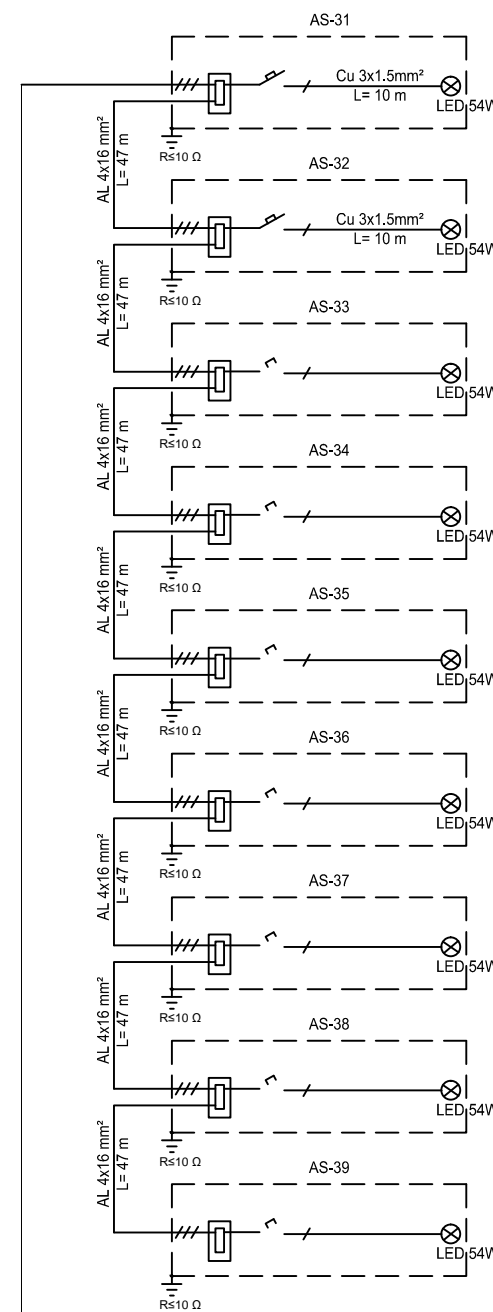 AS-31
Cu 3x1.5mm²
L= 10 m
LED 54W
R≤10 Ω
AL 4x16 mm²
L= 47 m
AS-32
Cu 3x1.5mm²
L= 10 m
LED 54W
R≤10 Ω
AL 4x16 mm²
L= 47 m
AS-33
LED 54W
R≤10 Ω
AL 4x16 mm²
L= 47 m
AS-34
LED 54W
R≤10 Ω
AL 4x16 mm²
L= 47 m
AS-35
LED 54W
R≤10 Ω
AL 4x16 mm²
L= 47 m
AS-36
LED 54W
R≤10 Ω
AL 4x16 mm²
L= 47 m
AS-37
LED 54W
R≤10 Ω
AL 4x16 mm²
L= 47 m
AS-38
LED 54W
R≤10 Ω
AL 4x16 mm²
L= 47 m
AS-39
LED 54W
R≤10 Ω